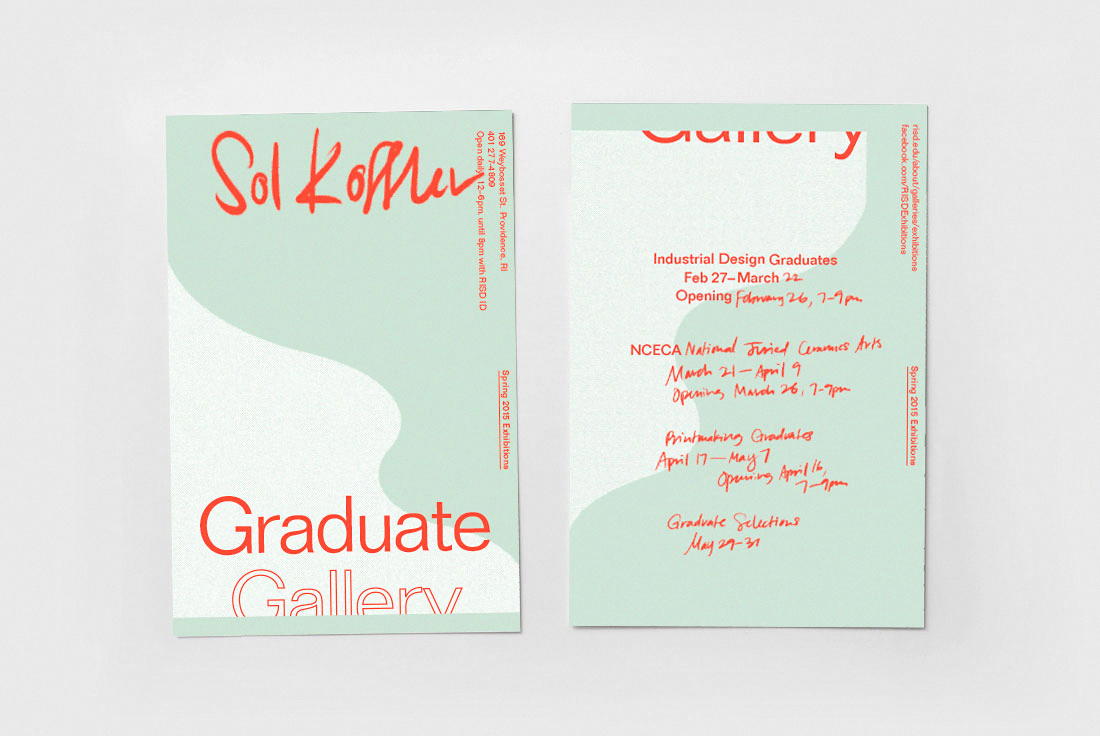 Sol Koffler
169 Weybosset St. Providence, RI
401 277-4809
Open daily 12–6pm, until 8pm with RISD ID
Spring 2015 Exhibitions
Graduate
Gallery
Gallery
risd.edu/about/galleries/exhibitions
facebook.com/RISDExhibitions
Industrial Design Graduates
Feb 27–March 22
Opening February 26, 7-9pm
NCECA National Juried Ceramics Arts
March 21–April 9
Opening March 26, 7-9pm
Spring 2015 Exhibitions
Printmaking Graduates
April 17—May 7
Opening April 16,
7-9pm
Graduate Selections
May 29-31